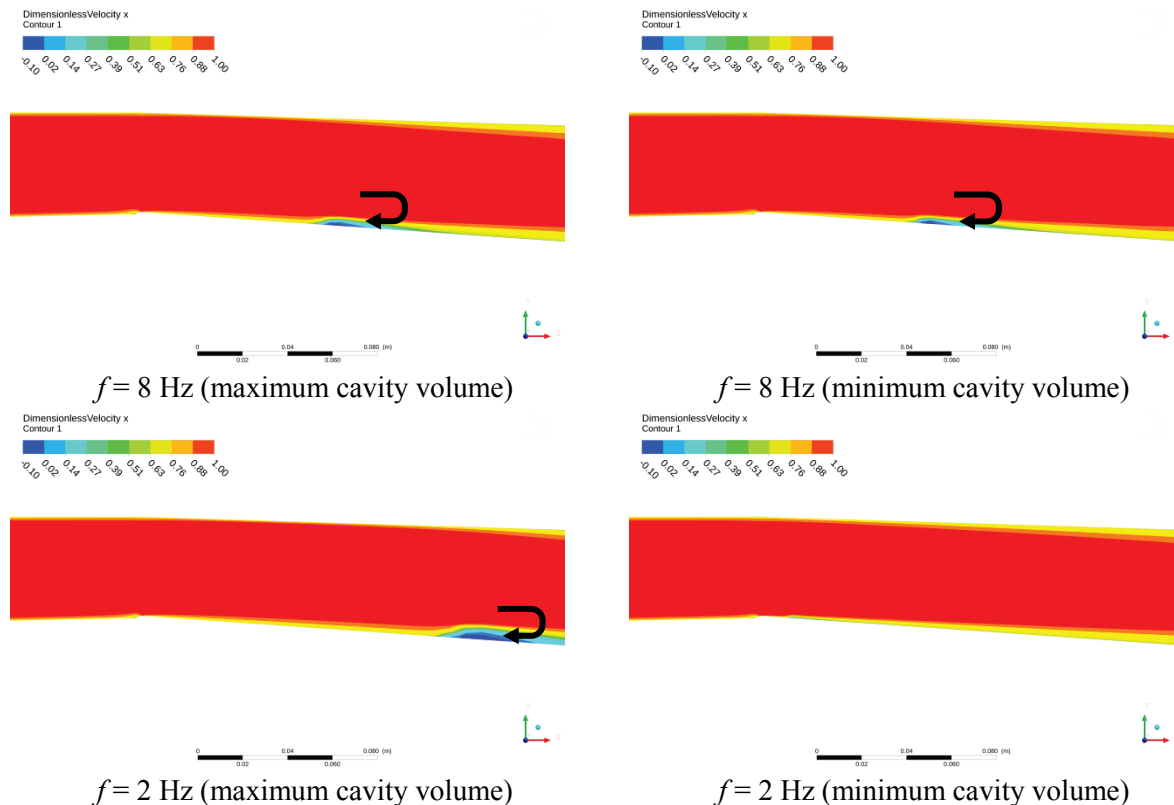 DimensionlessVelocity x
Contour 1
-0.10 0.02 0.14 0.27 0.39 0.51 0.63 0.76 0.88 1.00
0 0.04 0.080 (m)
0.02 0.060
f = 8 Hz (maximum cavity volume)
DimensionlessVelocity x
Contour 1
-0.10 0.02 0.14 0.27 0.39 0.51 0.63 0.76 0.88 1.00
X
0 0.04 0.080 (m)
0.02 0.060
f = 8 Hz (minimum cavity volume)
DimensionlessVelocity x
Contour 1
-0.10 0.02 0.14 0.27 0.39 0.51 0.63 0.76 0.88 1.00
0 0.04 0.080 (m)
0.02 0.060
f = 2 Hz (maximum cavity volume)
DimensionlessVelocity x
Contour 1
-0.10 0.02 0.14 0.27 0.39 0.51 0.63 0.76 0.88 1.00
0 0.04 0.080 (m)
0.02 0.060
f = 2 Hz (minimum cavity volume)